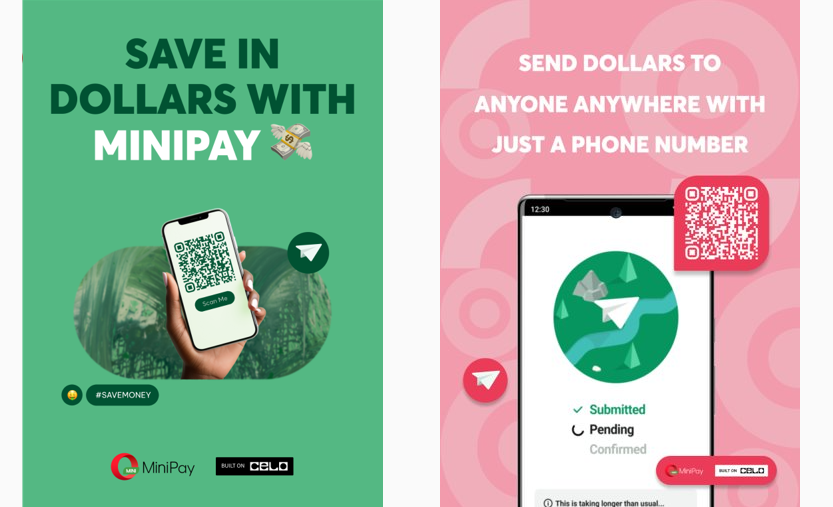 SAVE IN
DOLLARS WITH
MINIPAY
Scan Me
#SAVEMONEY
MINI
MiniPay
BUILT ON CELO
SEND DOLLARS TO
ANYONE ANYWHERE WITH
JUST A PHONE NUMBER
12:30
Submitted
Pending
Confirmed
MiniPay
BUILT ON CELO
This is taking longer than usual...